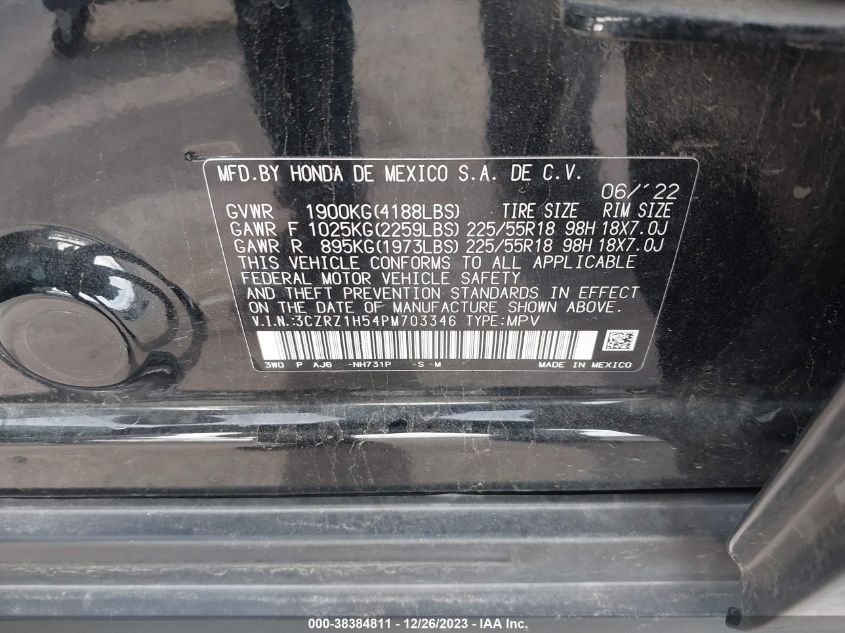 MFD.BY HONDA DE MEXICO S.A. DE C.V.
06/'22
GVWR 1900KG(4188LBS) TIRE SIZE RIM SIZE
GAWR F 1025KG(2259LBS) 225/55R18 98H 18X7.0J
GAWR R 895KG(1973LBS) 225/55R18 98H 18X7.0J
THIS VEHICLE CONFORMS TO ALL APPLICABLE
FEDERAL MOTOR VEHICLE SAFETY
AND THEFT PREVENTION STANDARDS IN EFFECT
ON THE DATE OF MANUFACTURE SHOWN ABOVE.
V.I.N.:3CZRZ1H54PM703346 TYPE:MPV
3W0 P AJ6 -NH731P -S-M MADE IN MEXICO
000-38384811 - 12/26/2023 - IAA Inc.